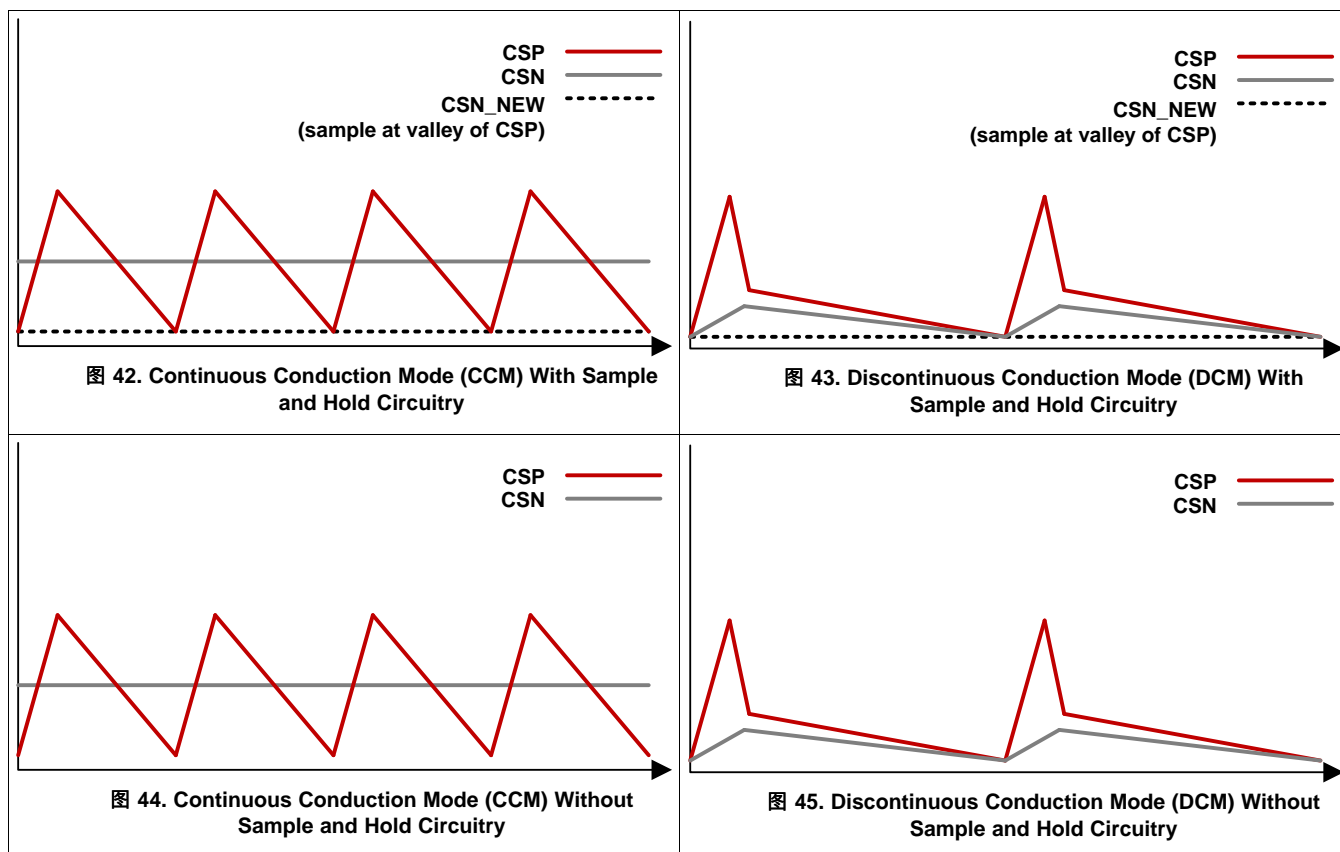 CSP
CSN
CSN_NEW
(sample at valley of CSP)
图 42. Continuous Conduction Mode (CCM) With Sample
and Hold Circuitry
CSP
CSN
CSN_NEW
(sample at valley of CSP)
图 43. Discontinuous Conduction Mode (DCM) With
Sample and Hold Circuitry
CSP
CSN
图 44. Continuous Conduction Mode (CCM) Without
Sample and Hold Circuitry
CSP
CSN
图 45. Discontinuous Conduction Mode (DCM) Without
Sample and Hold Circuitry